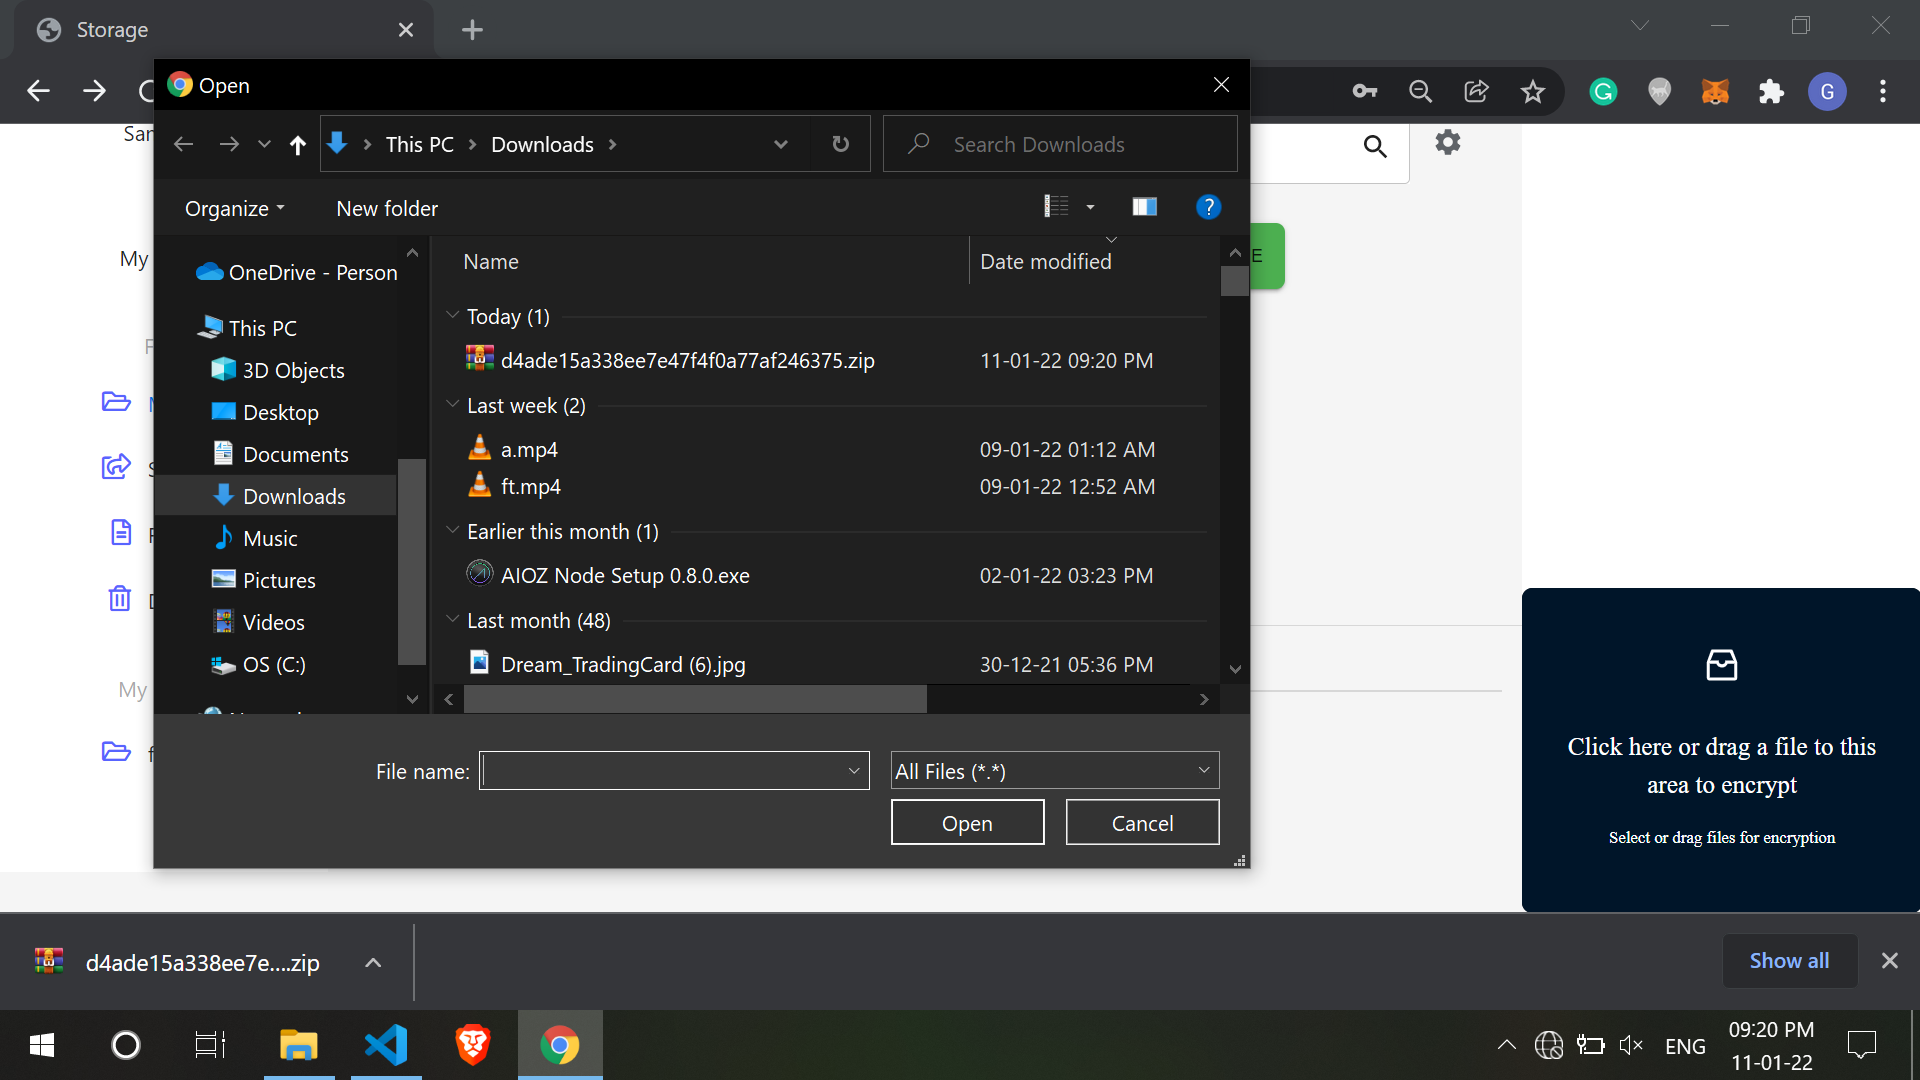 Storage
Open
G
San
This PC
Downloads
Search Downloads
Organize
New folder
?
My
E
OneDrive - Person
Name
Date modified
This PC
3D Objects
Desktop
Documents
Downloads
Music
Pictures
Videos
OS (C:)
Today (1)
d4ade15a338ee7e47f4f0a77af246375.zip 11-01-22 09:20 PM
Last week (2)
a.mp4 09-01-22 01:12 AM
ft.mp4 09-01-22 12:52 AM
Earlier this month (1)
AIOZ Node Setup 0.8.0.exe 02-01-22 03:23 PM
Last month (48)
Dream_TradingCard (6).jpg 30-12-21 05:36 PM
My
f
File name:
All Files (*.*)
Open
Cancel
Click here or drag a file to this
area to encrypt
Select or drag files for encryption
d4ade15a338ee7e....zip
Show all
ENG
09:20 PM
11-01-22